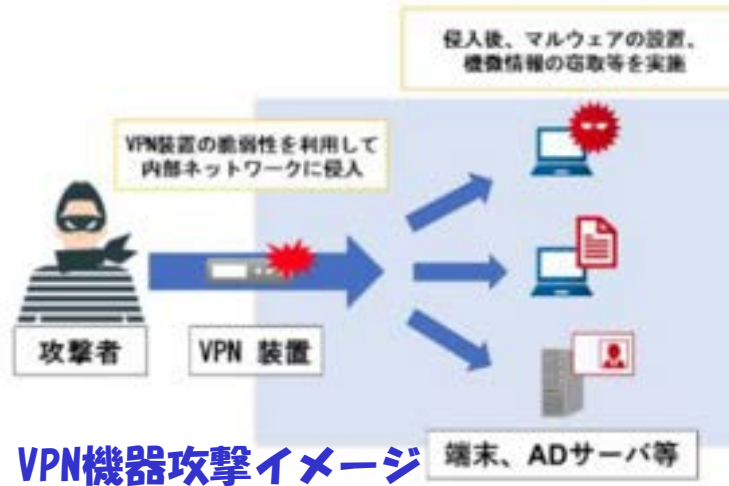 侵入後、マルウェアの設置、
機微情報の窃取等を実施
VPN装置の脆弱性を利用して
内部ネットワークに侵入
攻撃者
VPN 装置
端末、ADサーバ等
VPN機器攻撃イメージ